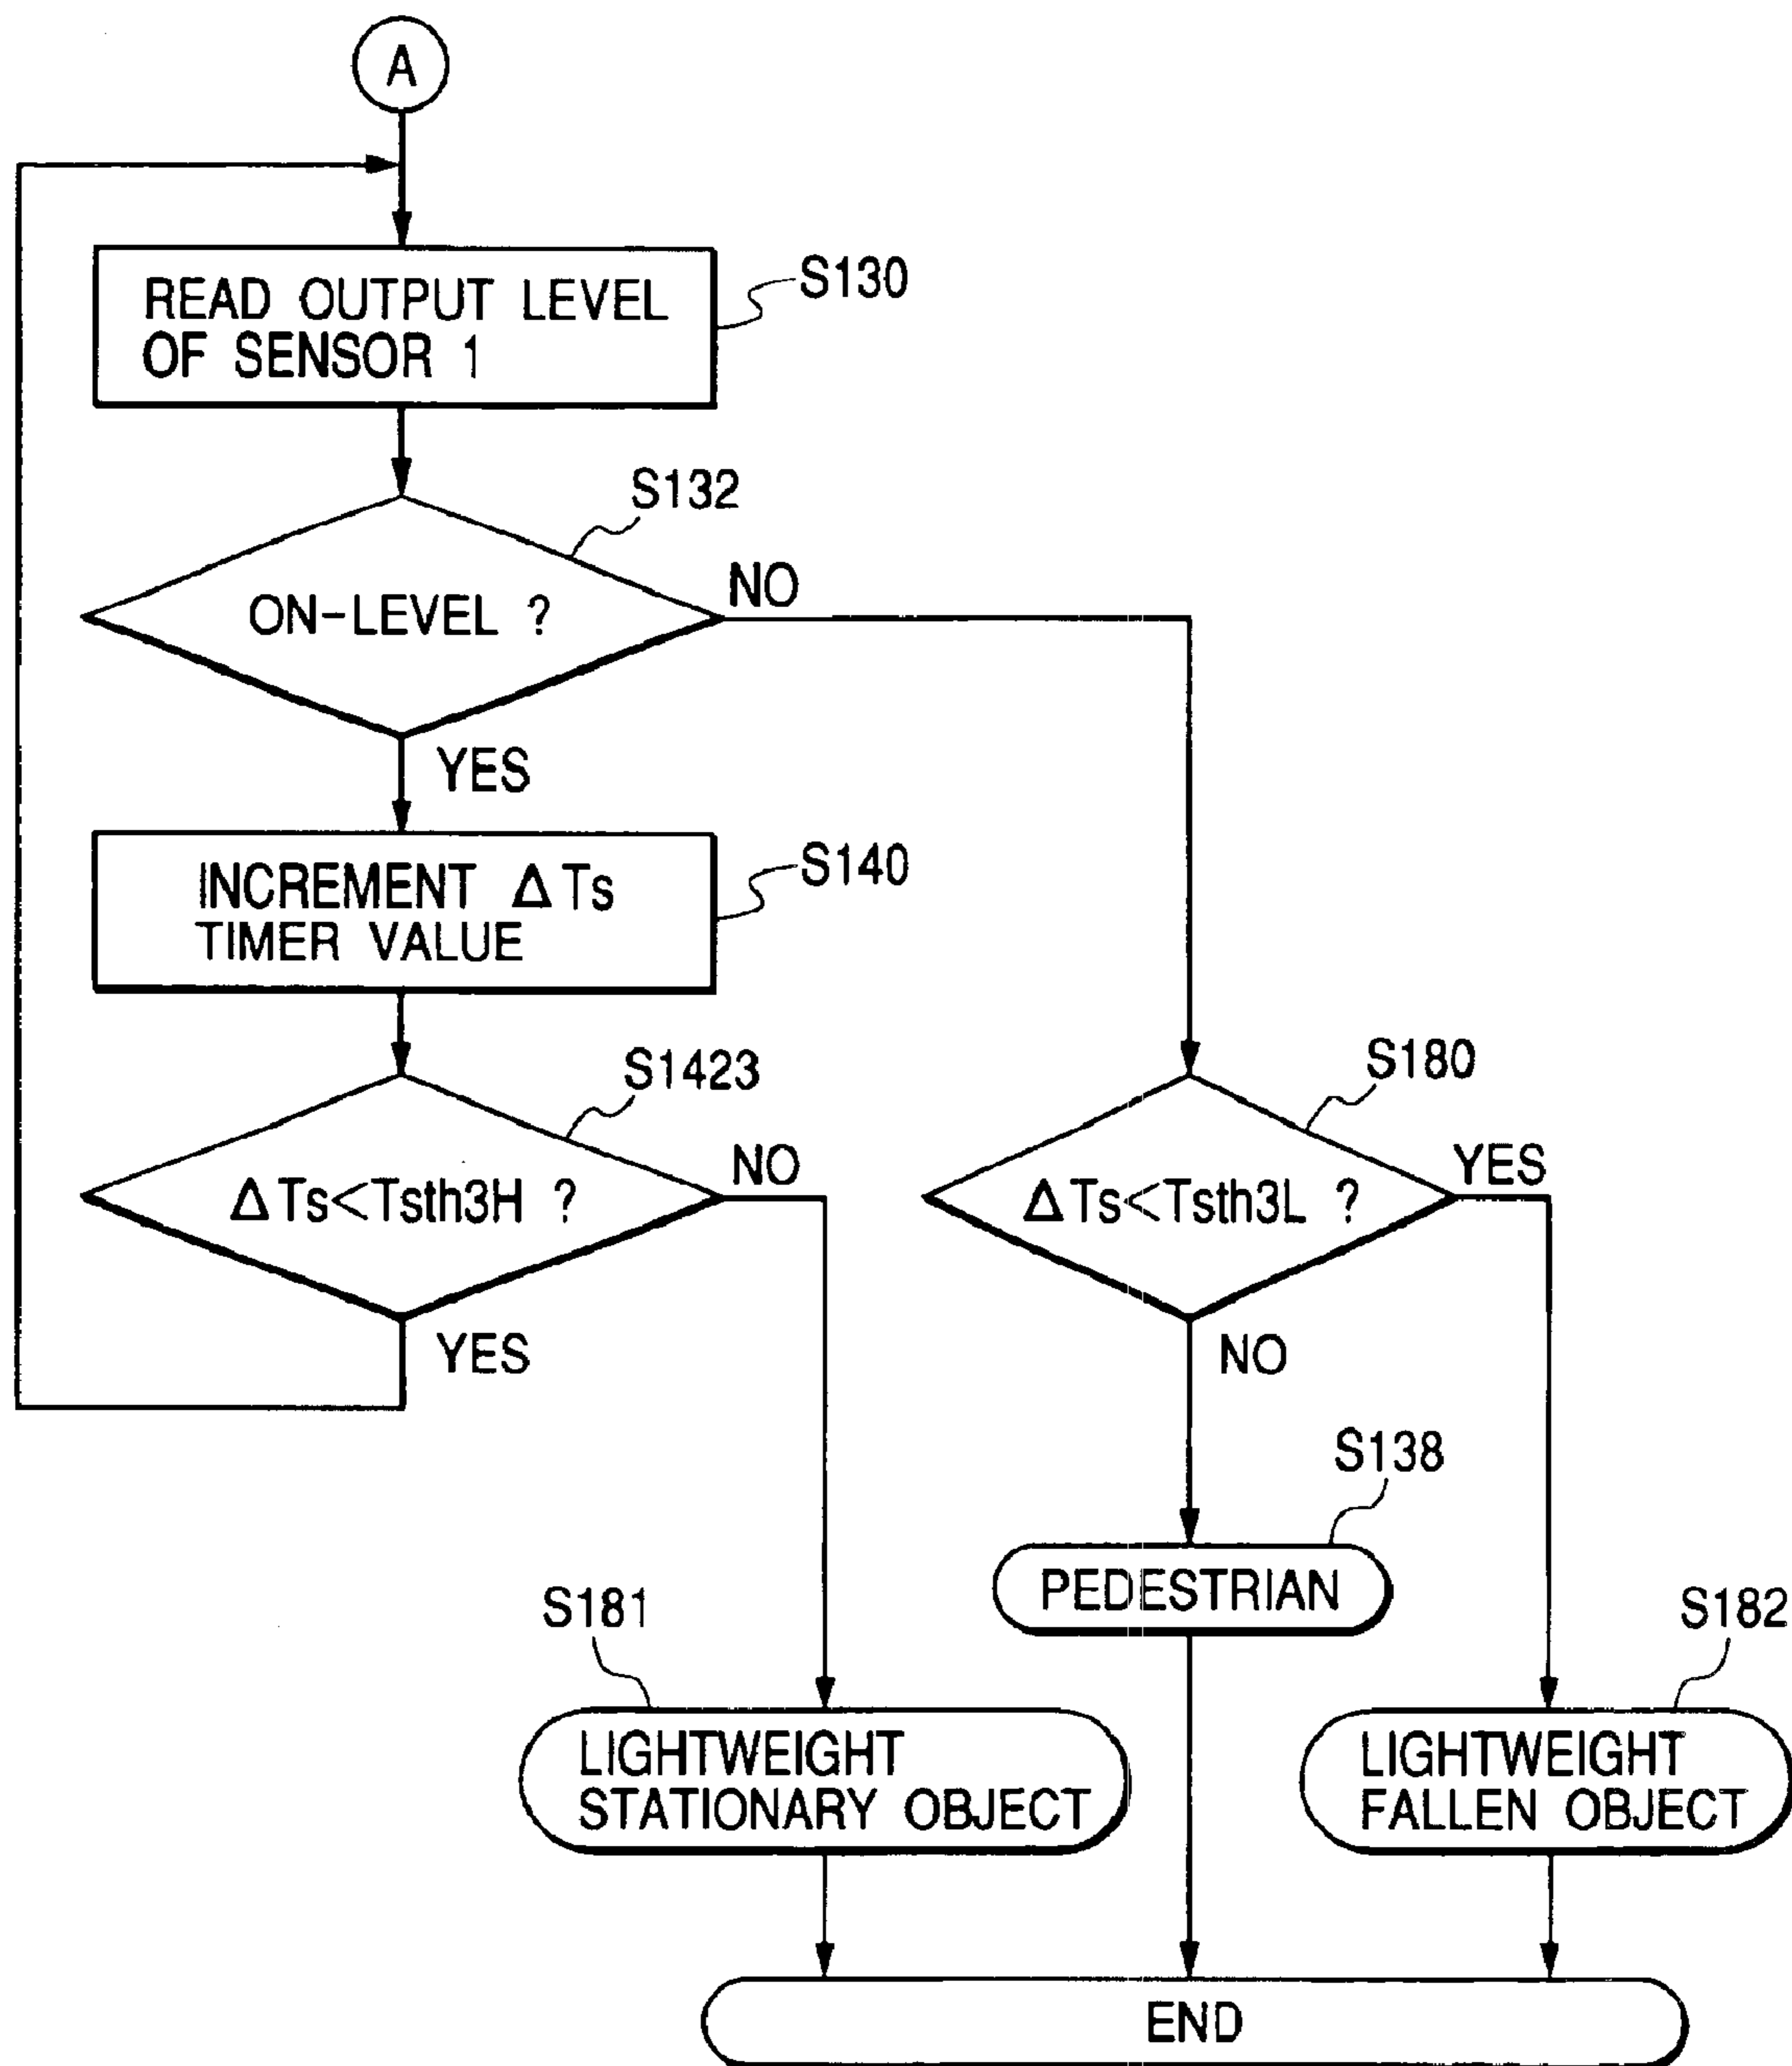 A
READ OUTPUT LEVEL
OF SENSOR 1
S130
S132
ON-LEVEL ?
NO
YES
INCREMENT Δ Ts
TIMER VALUE
S140
S1423
ΔTs<Tsth3H ?
NO
YES
S180
ΔTs<Tsth3L ?
YES
NO
S138
PEDESTRIAN
S181
LIGHTWEIGHT
STATIONARY OBJECT
S182
LIGHTWEIGHT
FALLEN OBJECT
END